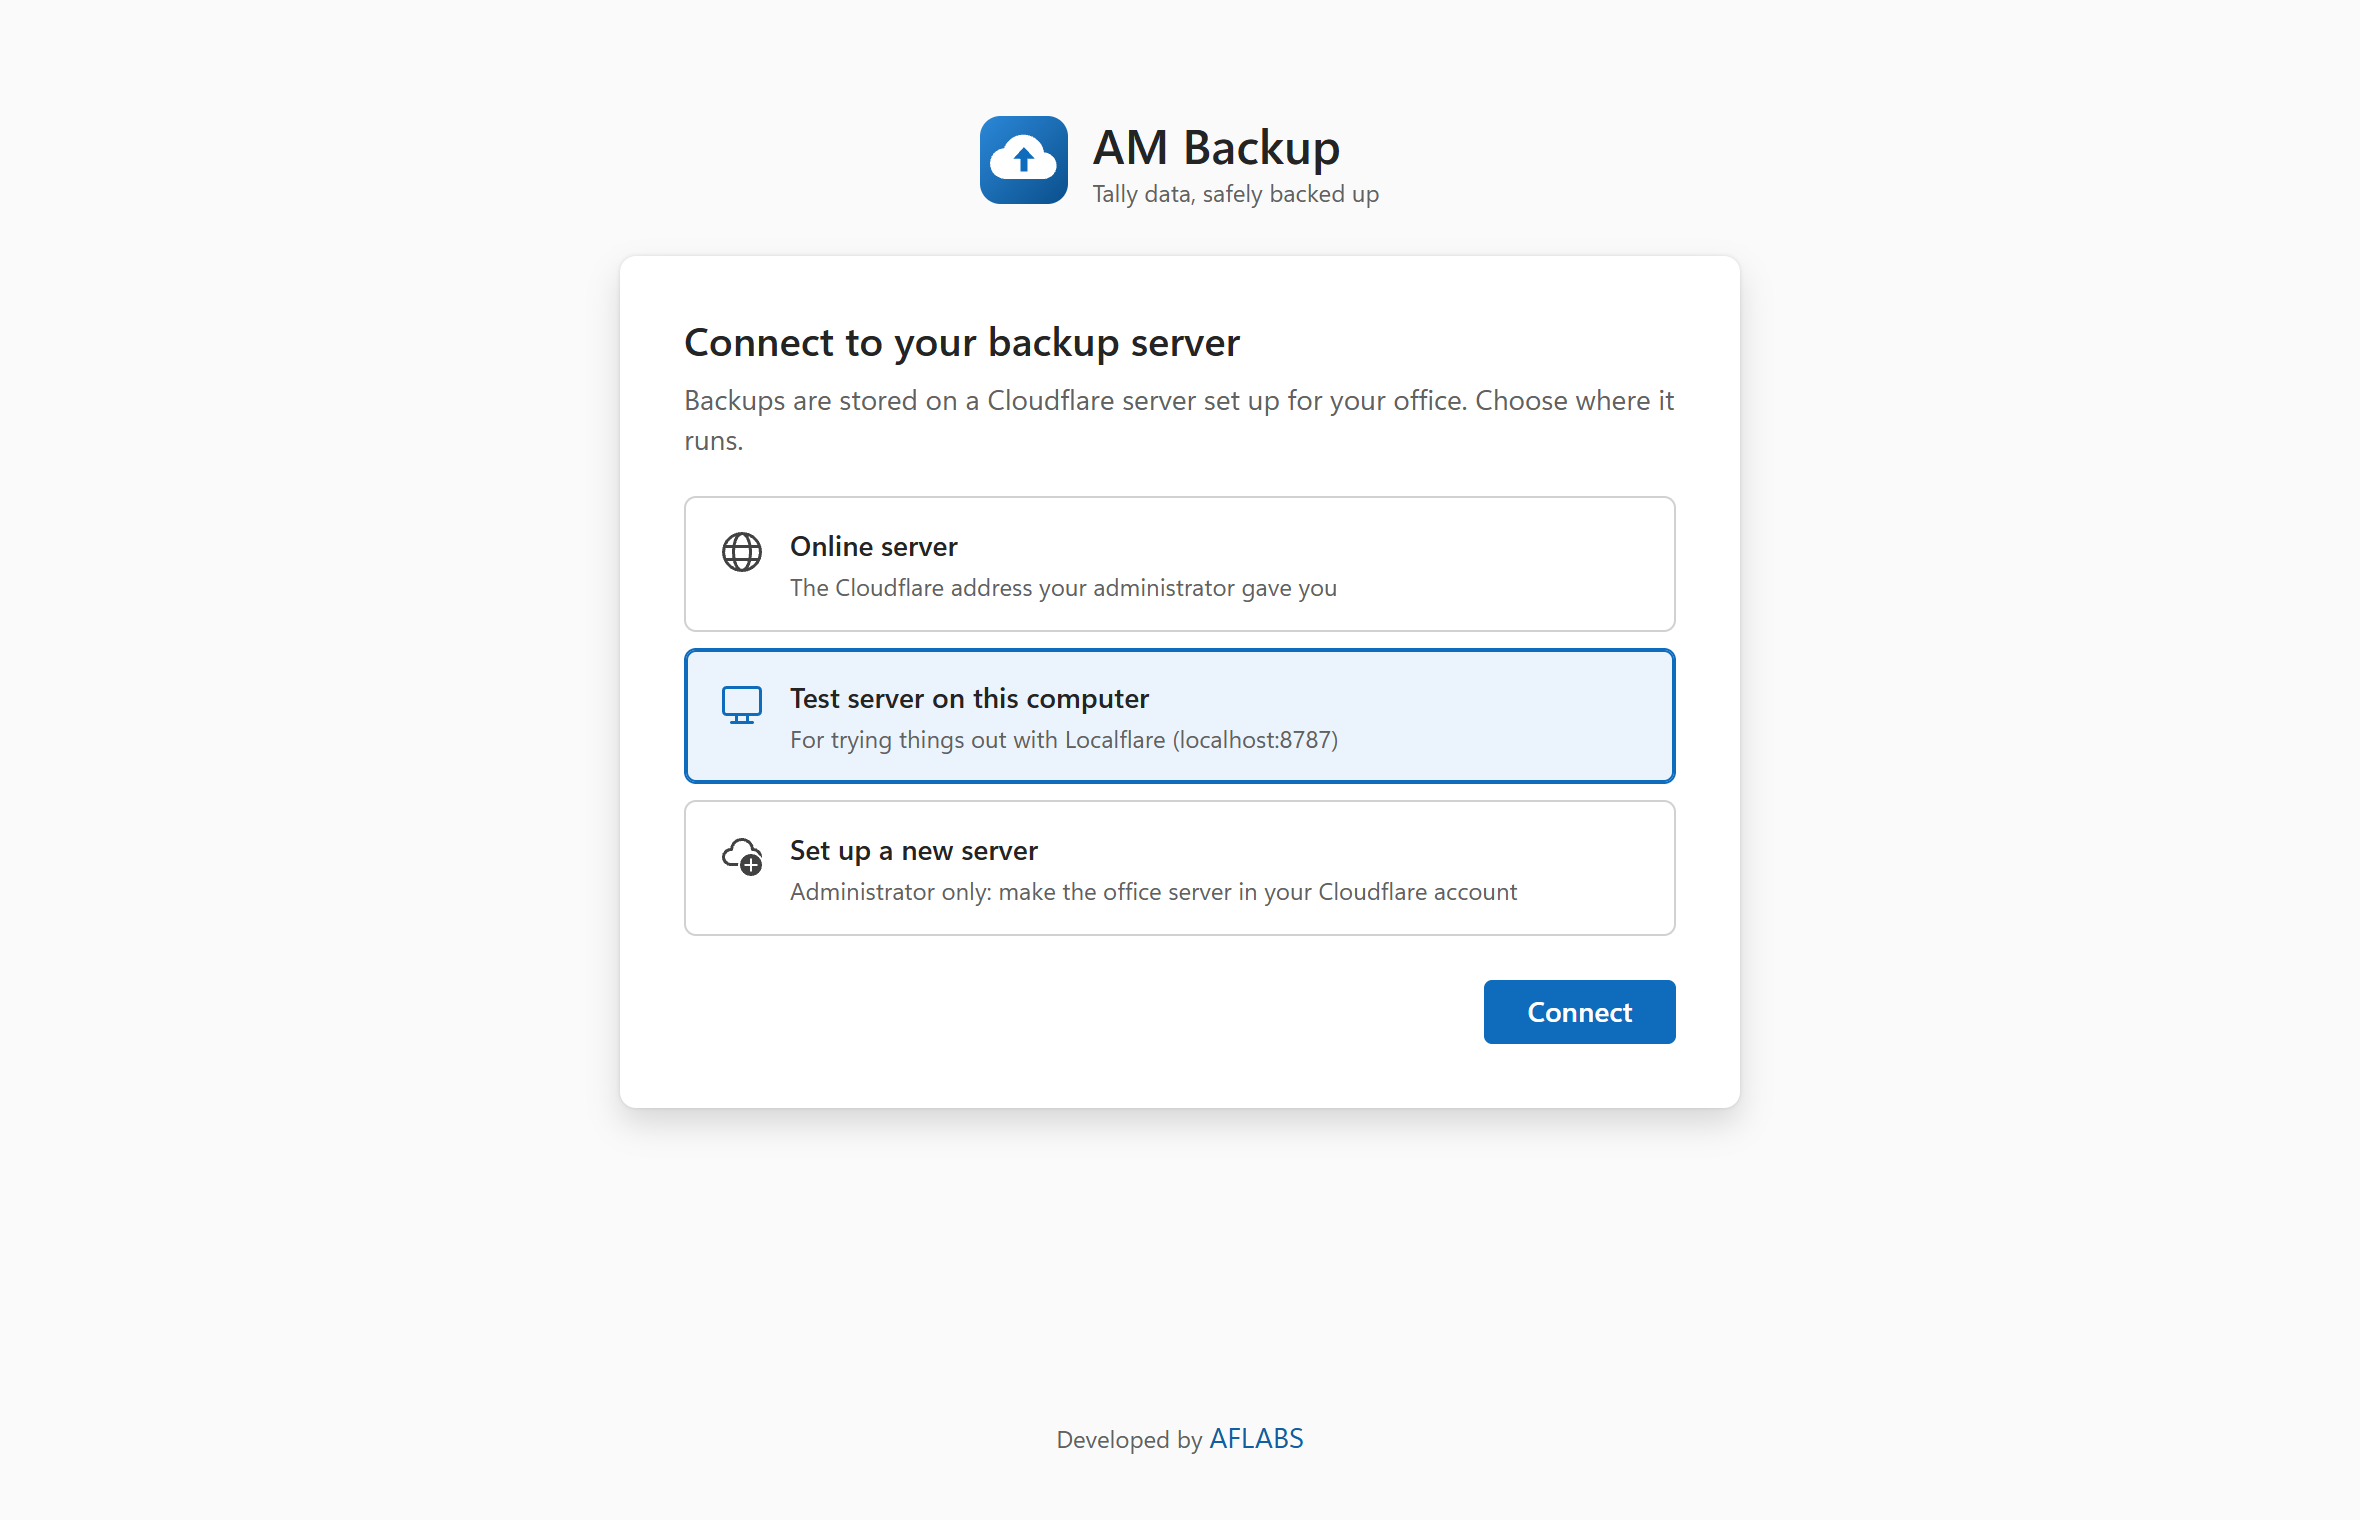 AM Backup
Tally data, safely backed up
Connect to your backup server
Backups are stored on a Cloudflare server set up for your office. Choose where it
runs.
Online server
The Cloudflare address your administrator gave you
Test server on this computer
For trying things out with Localflare (localhost:8787)
Set up a new server
Administrator only: make the office server in your Cloudflare account
Connect
Developed by AFLABS